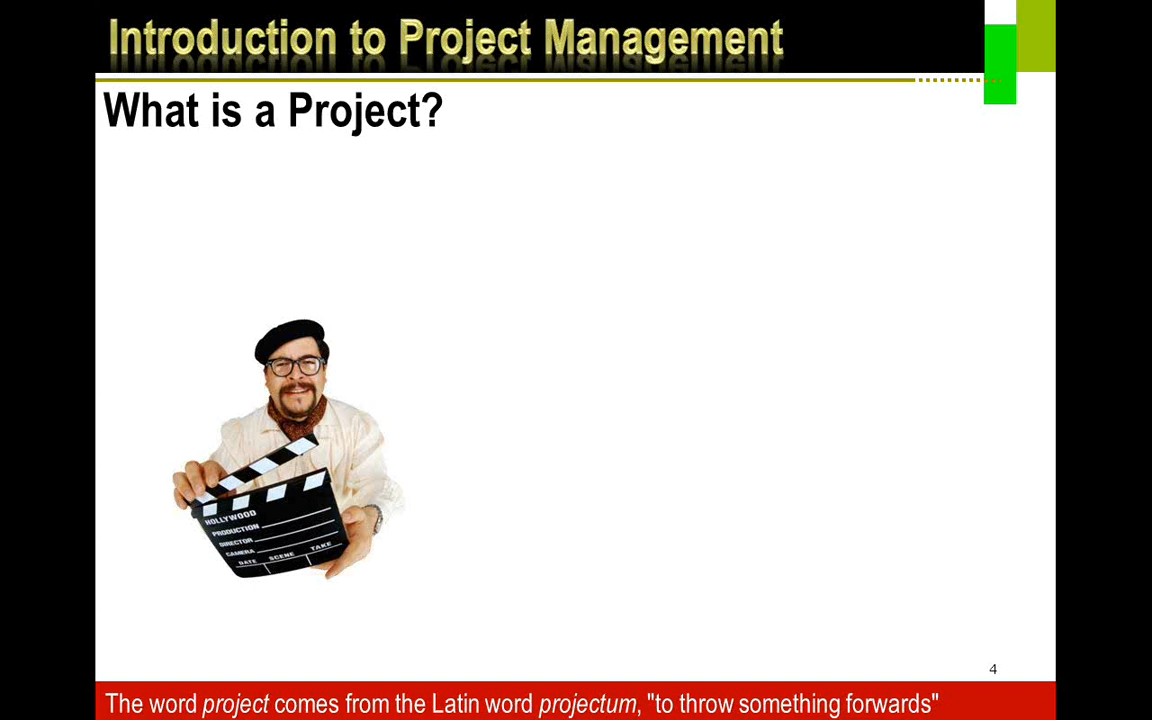 Introduction to Project Management
What is a Project?
HOLLYWOOD
PRODUCTION
DIRECTOR
CAMERA
DATE SCENE TAKE
4
The word project comes from the Latin word projectum, "to throw something forwards"